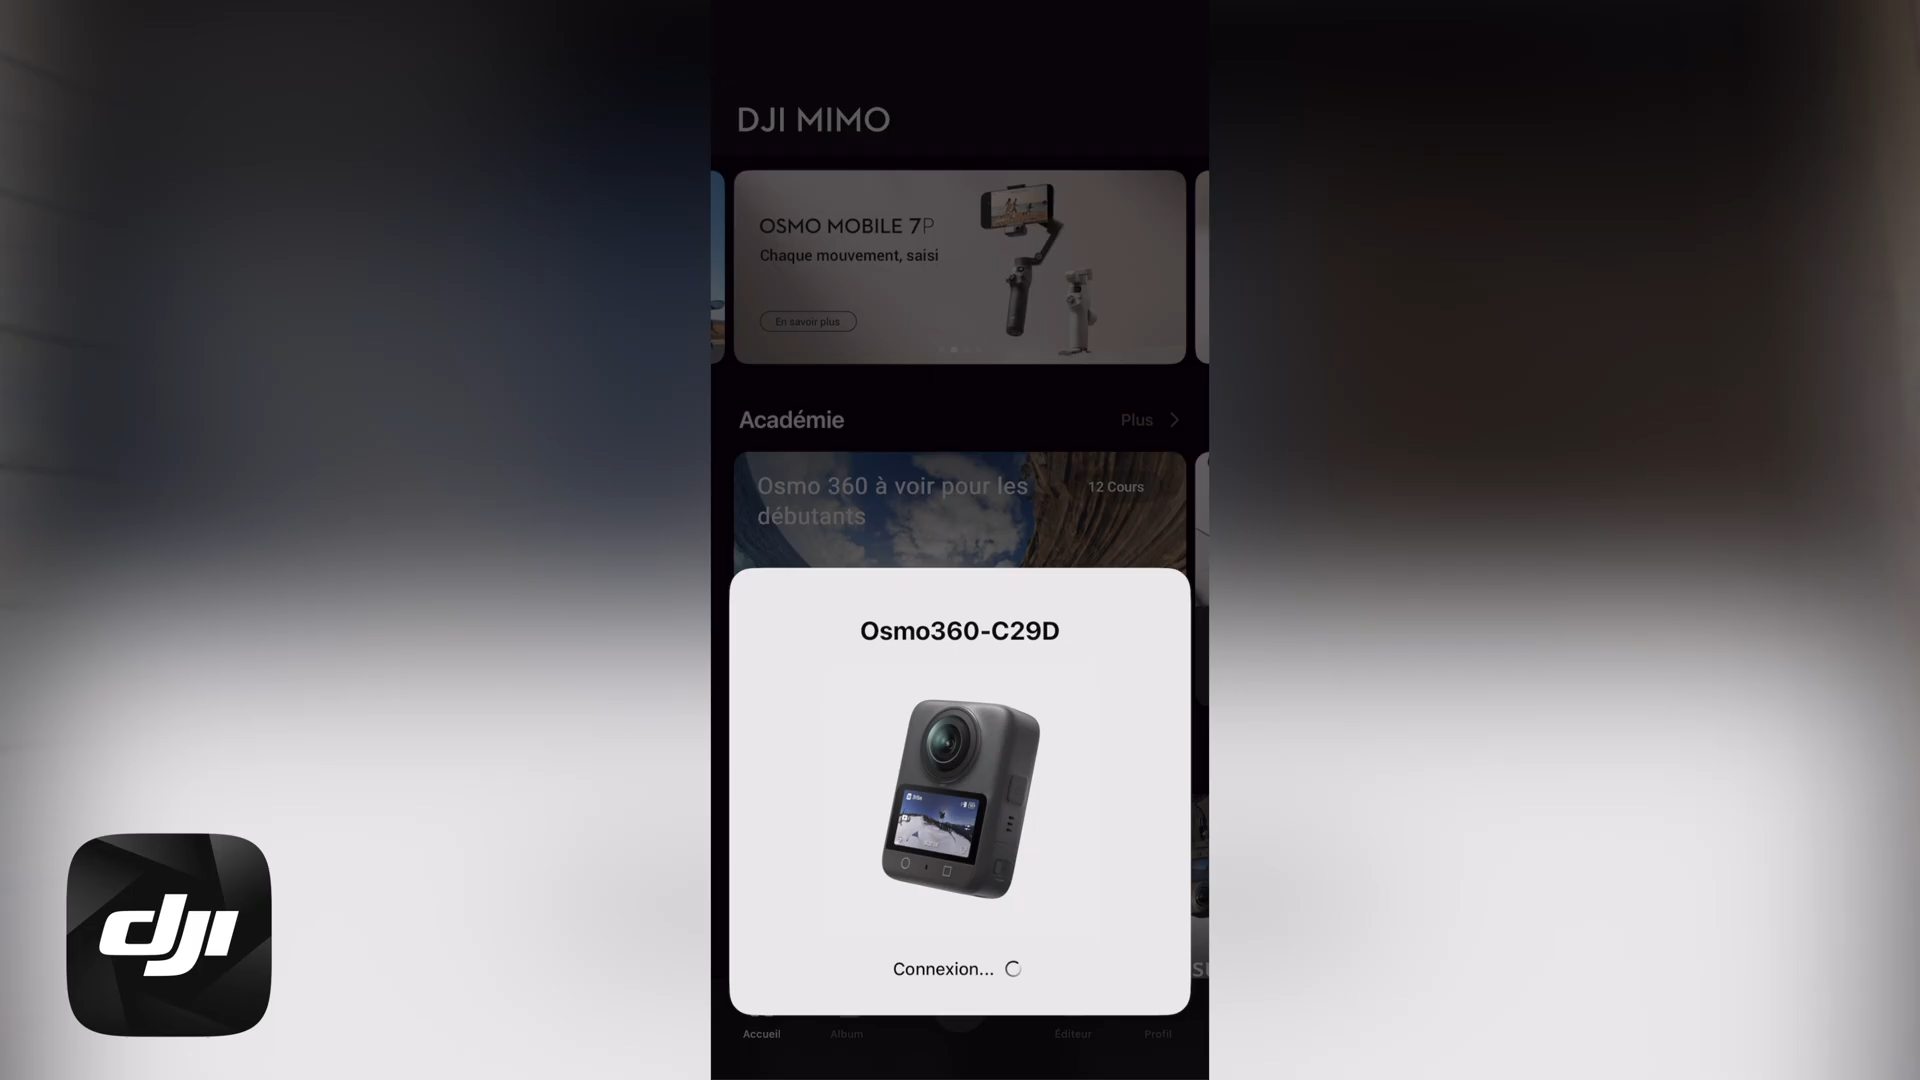 DJI MIMO
OSMO MOBILE 7P
Chaque mouvement, saisi
En savoir plus
Académie
Plus
Osmo 360 à voir pour les
débutants
12 Cours
Osmo360-C29D
Connexion...
Accueil
Album
Éditeur
Profil
dji